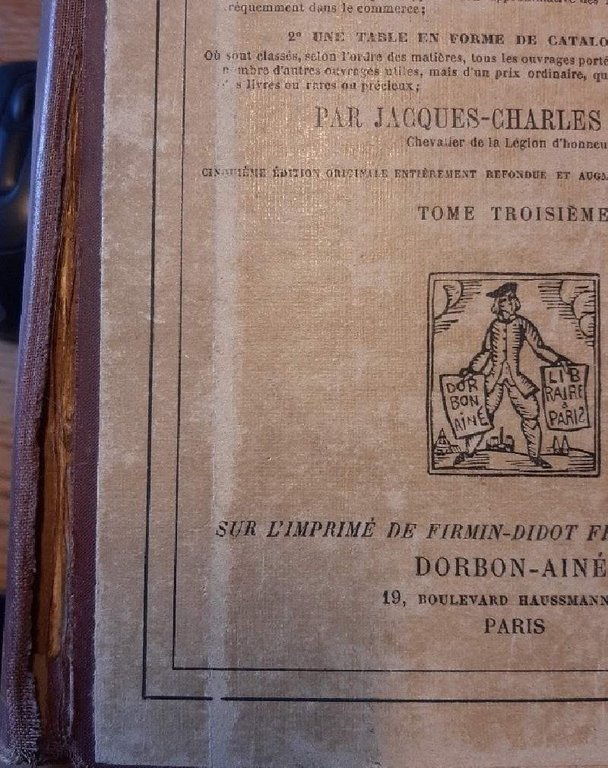 réquemment dans le commerce;
2° UNE TABLE EN FORME DE CATALO
Où sont classés, selon l'ordre des matières, tous les ouvrages porté
nombre d'autres ouvrages utiles, mais d'un prix ordinaire, qu
s livres ou rares ou précieux;
PAR JACQUES-CHARLES
Chevalier de la Légion d'honneu
CINQUIÈME ÉDITION ORIGINALE ENTIÈREMENT REFONDUE ET AUGM
TOME TROISIÈME
DOR
BON
AINÉ
LIB
RAIRE
à
PARIS
SUR L'IMPRIMÉ DE FIRMIN-DIDOT FR
DORBON-AINÉ
19, BOULEVARD HAUSSMANN
PARIS